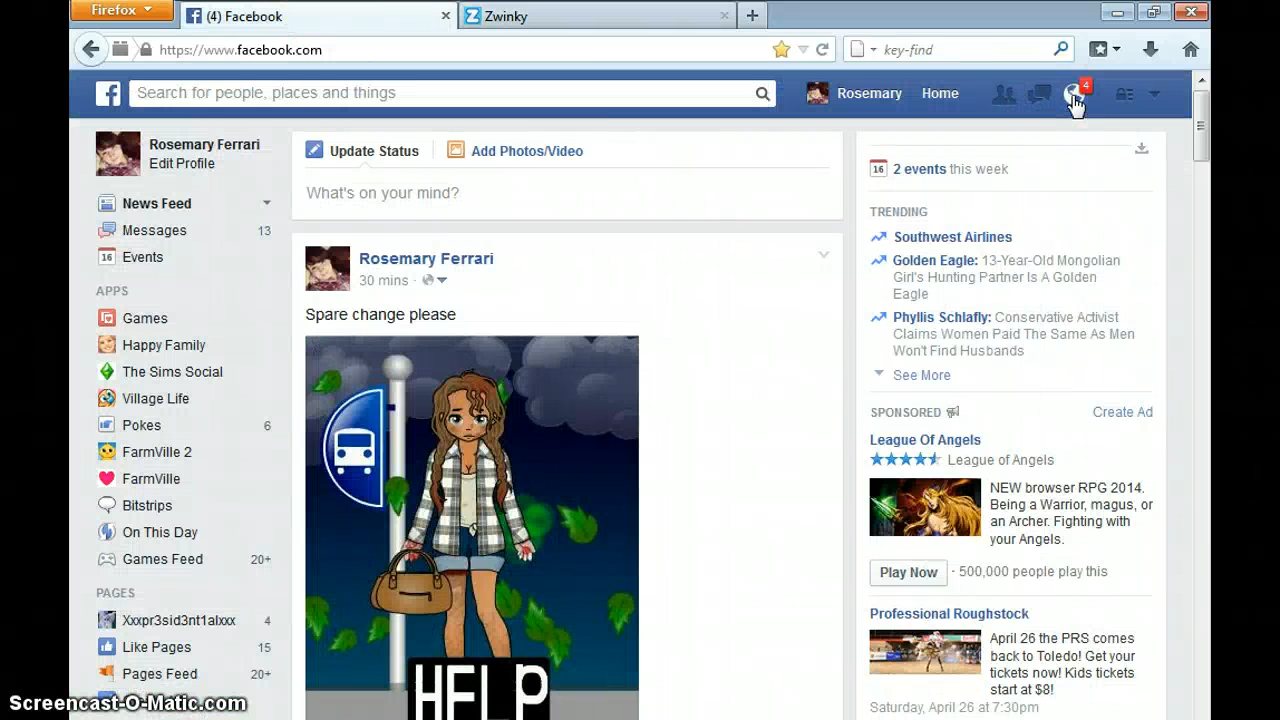 Firefox
(4) Facebook
Zwinky
https://www.facebook.com
key-find
Search for people, places and things
Rosemary
Home
4
Rosemary Ferrari
Edit Profile
News Feed
Messages 13
16 Events
APPS
Games
Happy Family
The Sims Social
Village Life
Pokes 6
FarmVille 2
FarmVille
Bitstrips
On This Day
Games Feed 20+
PAGES
Xxxpr3sid3nt1alxxx 4
Like Pages 15
Pages Feed 20+
Update Status
Add Photos/Video
What's on your mind?
Rosemary Ferrari
30 mins ·
Spare change please
HELP
16 2 events this week
TRENDING
Southwest Airlines
Golden Eagle: 13-Year-Old Mongolian
Girl's Hunting Partner Is A Golden
Eagle
Phyllis Schlafly: Conservative Activist
Claims Women Paid The Same As Men
Won't Find Husbands
See More
SPONSORED
Create Ad
League Of Angels
League of Angels
NEW browser RPG 2014.
Being a Warrior, magus, or
an Archer. Fighting with
your Angels.
Play Now · 500,000 people play this
Professional Roughstock
April 26 the PRS comes
back to Toledo! Get your
tickets now! Kids tickets
start at $8!
Saturday, April 26 at 7:30pm
Screencast-O-Matic.com